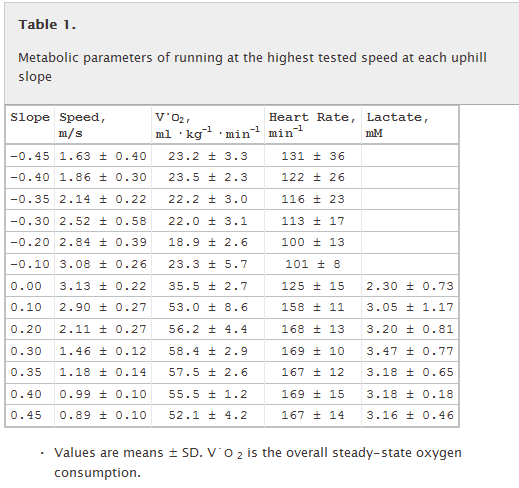 Table 1.
Metabolic parameters of running at the highest tested speed at each uphill
slope
Slope Speed, V˙O2, Heart Rate, Lactate,
m/s ml ·kg-1 ·min-1 min-1 mM
-0.45 1.63 ± 0.40 23.2 ± 3.3 131 ± 36
-0.40 1.86 ± 0.30 23.5 ± 2.3 122 ± 26
-0.35 2.14 ± 0.22 22.2 ± 3.0 116 ± 23
-0.30 2.52 ± 0.58 22.0 ± 3.1 113 ± 17
-0.20 2.84 ± 0.39 18.9 ± 2.6 100 ± 13
-0.10 3.08 ± 0.26 23.3 ± 5.7 101 ± 8
0.00 3.13 ± 0.22 35.5 ± 2.7 125 ± 15 2.30 ± 0.73
0.10 2.90 ± 0.27 53.0 ± 8.6 158 ± 11 3.05 ± 1.17
0.20 2.11 ± 0.27 56.2 ± 4.4 168 ± 13 3.20 ± 0.81
0.30 1.46 ± 0.12 58.4 ± 2.9 169 ± 10 3.47 ± 0.77
0.35 1.18 ± 0.14 57.5 ± 2.6 167 ± 12 3.18 ± 0.65
0.40 0.99 ± 0.10 55.5 ± 1.2 169 ± 15 3.18 ± 0.18
0.45 0.89 ± 0.10 52.1 ± 4.2 167 ± 14 3.16 ± 0.46
· Values are means ± SD. V˙O 2 is the overall steady-state oxygen
consumption.